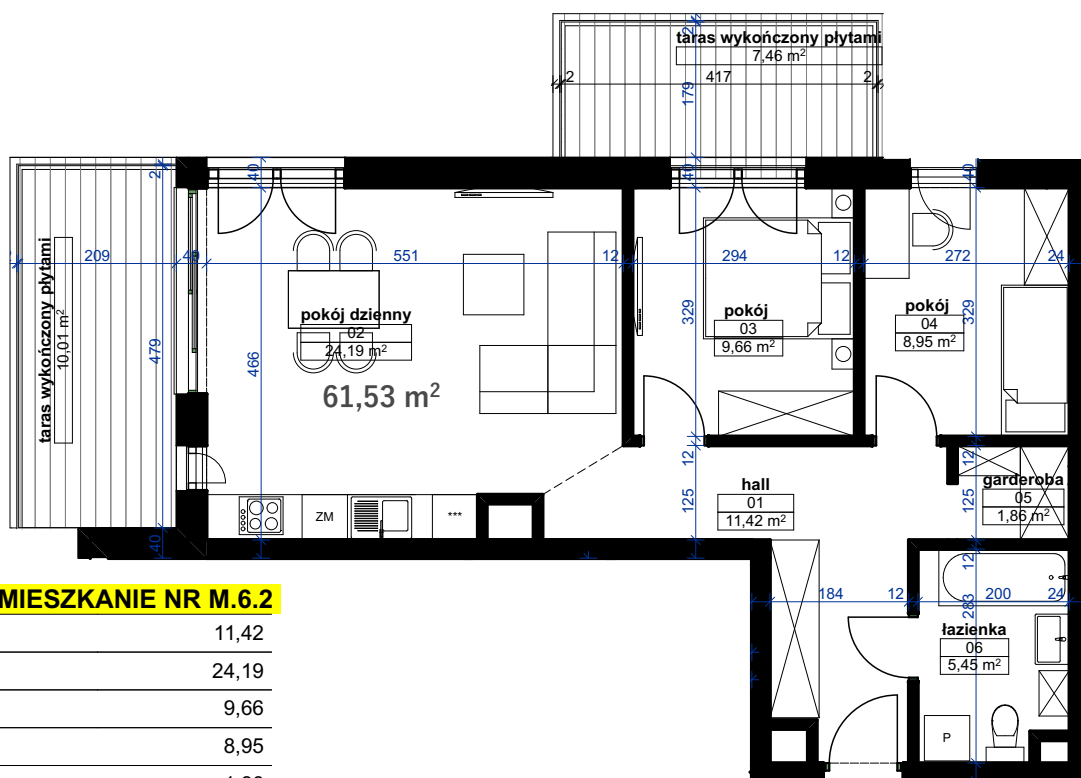 taras wykończony płytami
7,46 m²
2
417
2
2
179
40
40
40
2
taras wykończony płytami
10,01 m²
209
40
551
12
294
12
272
24
479
466
329
329
pokój dzienny
02
24,19 m²
61,53 m²
pokój
03
9,66 m²
pokój
04
8,95 m²
12
125
12
125
hall
01
11,42 m²
garderoba
05
1,86 m²
ZM
***
40
40
184
12
12
283
200
24
łazienka
06
5,45 m²
P
MIESZKANIE NR M.6.2
11,42
24,19
9,66
8,95